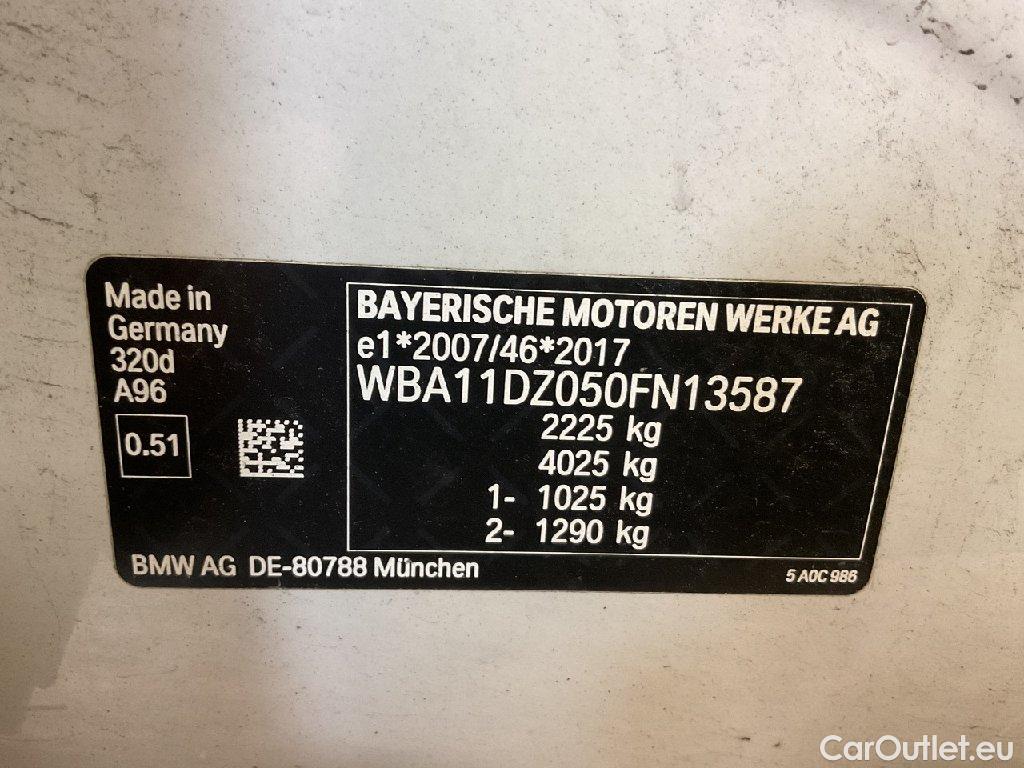 Made in
Germany
320d
A96
0.51
BAYERISCHE MOTOREN WERKE AG
e1*2007/46*2017
WBA11DZ050FN13587
2225 kg
4025 kg
1- 1025 kg
2- 1290 kg
BMW AG DE-80788 München
5 A0C 986
CarOutlet.eu